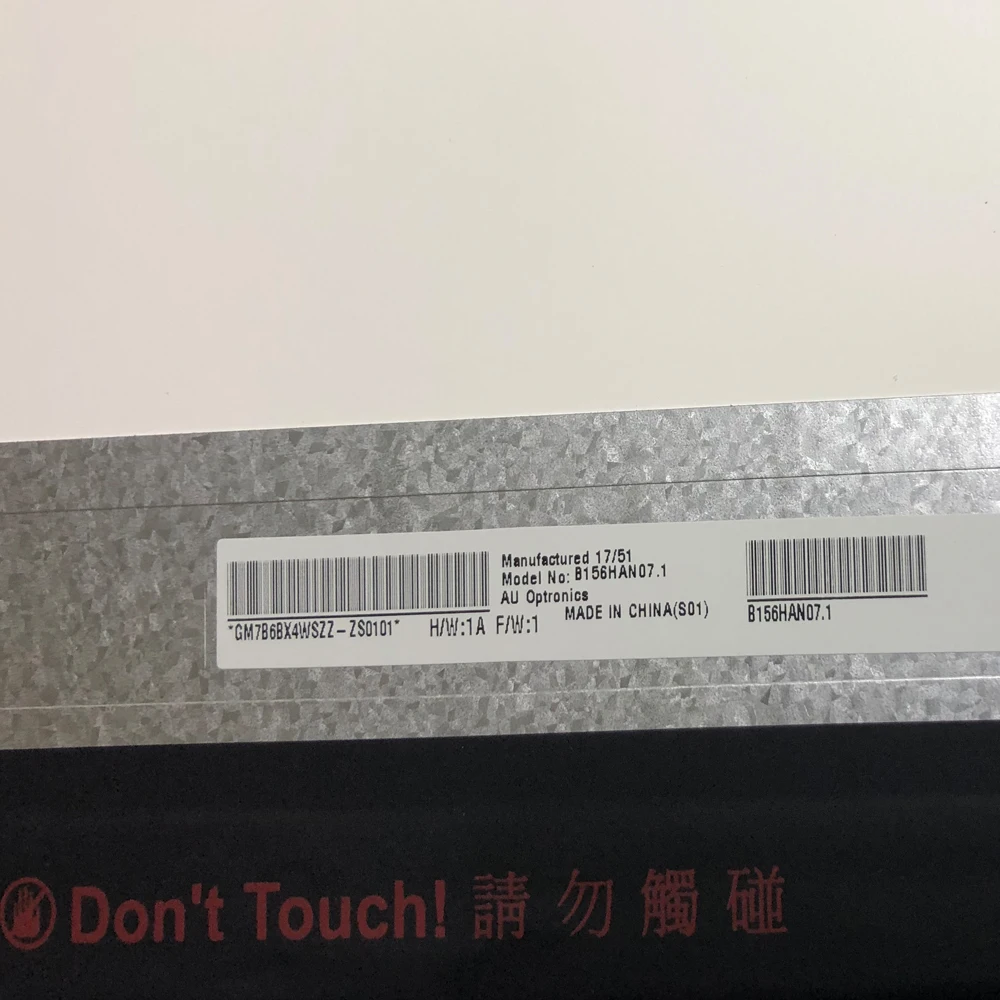 Manufactured 17/51
Model No: B156HAN07.1
AU Optronics
MADE IN CHINA(S01)
*GM7B6BX4WSZZ-ZS0101* H/W:1A F/W:1
B156HAN07.1
Don't Touch! 請勿觸碰